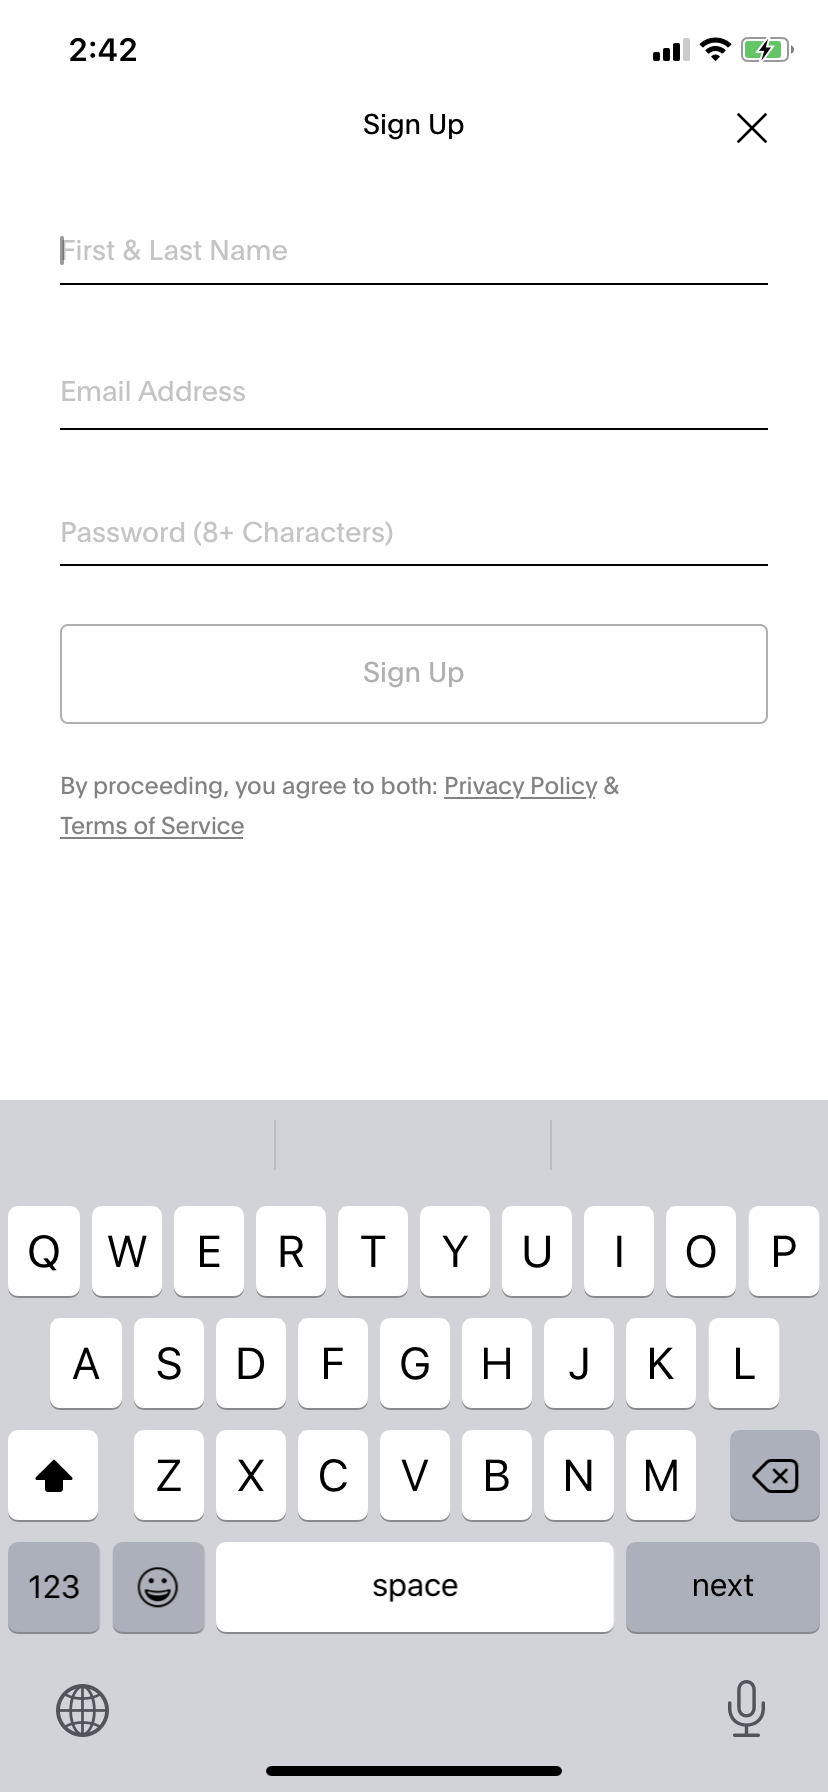 2:42
Sign Up
First & Last Name
Email Address
Password (8+ Characters)
Sign Up
By proceeding, you agree to both: Privacy Policy &
Terms of Service
Q W E R T Y U I O P
A S D F G H J K L
Z X C V B N M
123 space next